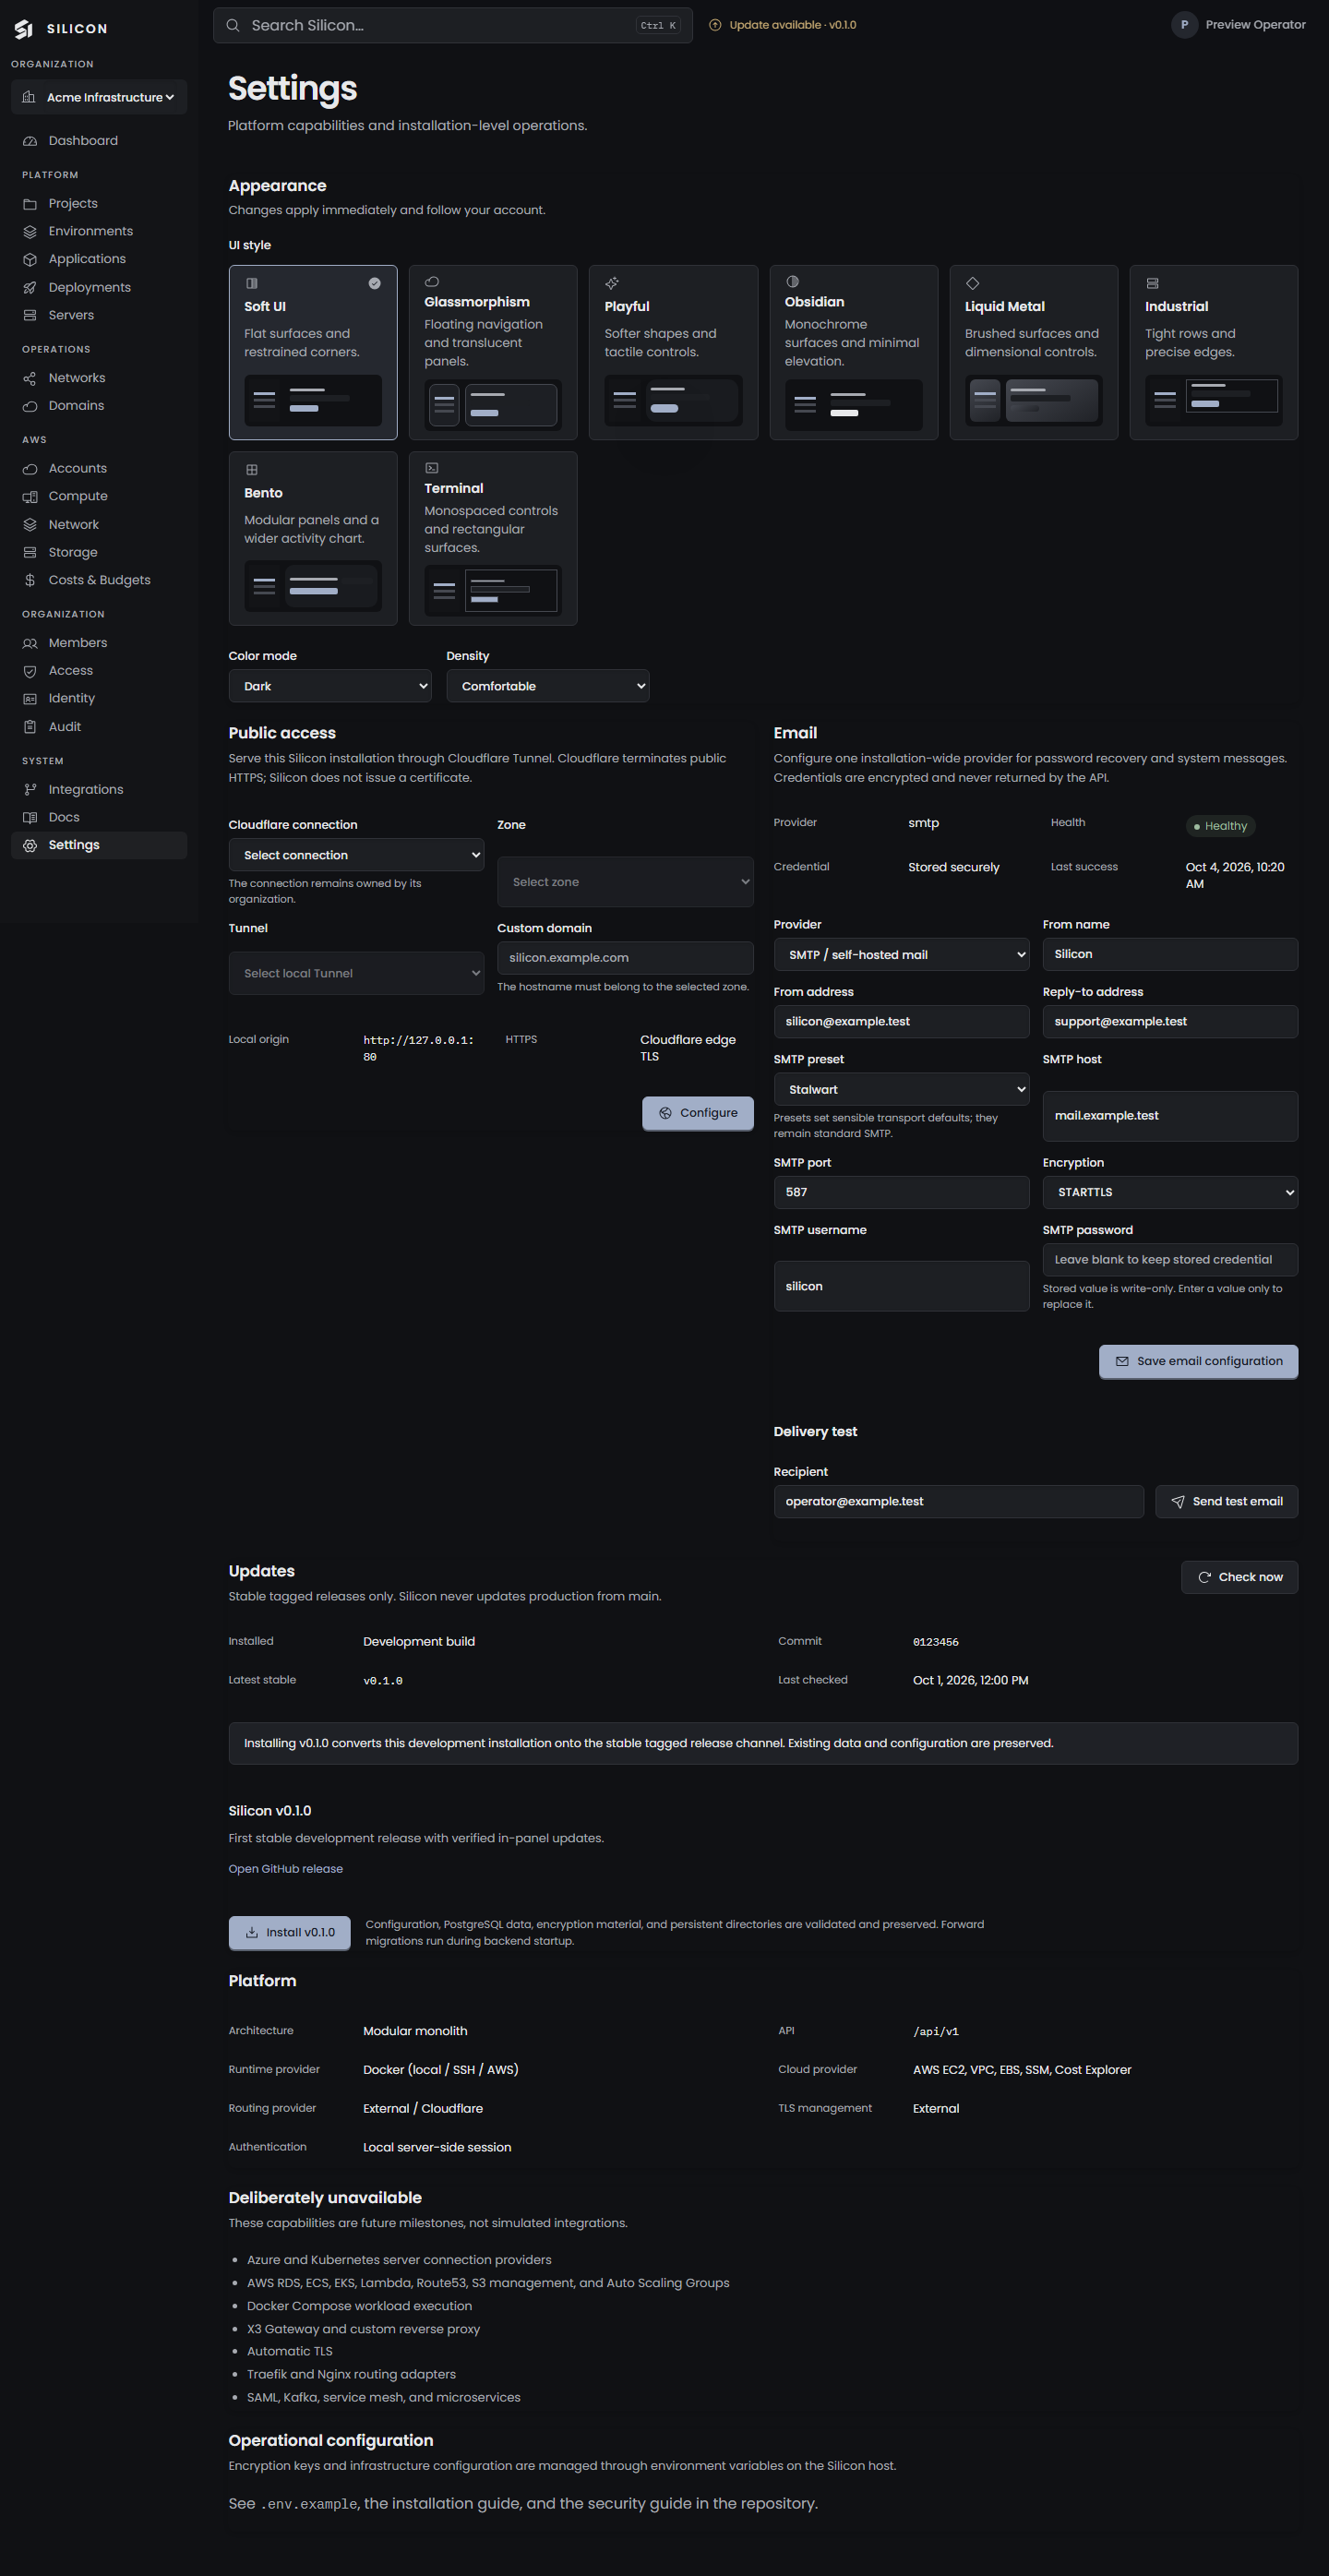 SILICON
ORGANIZATION
Acme Infrastructure
Dashboard
PLATFORM
Projects
Environments
Applications
Deployments
Servers
OPERATIONS
Networks
Domains
AWS
Accounts
Compute
Network
Storage
Costs & Budgets
ORGANIZATION
Members
Access
Identity
Audit
SYSTEM
Integrations
Docs
Settings
Search Silicon...
Ctrl K
Update available · v0.1.0
P
Preview Operator
Settings
Platform capabilities and installation-level operations.
Appearance
Changes apply immediately and follow your account.
UI style
Soft UI
Flat surfaces and
restrained corners.
Glassmorphism
Floating navigation
and translucent
panels.
Playful
Softer shapes and
tactile controls.
Obsidian
Monochrome
surfaces and minimal
elevation.
Liquid Metal
Brushed surfaces and
dimensional controls.
Industrial
Tight rows and
precise edges.
Bento
Modular panels and a
wider activity chart.
Terminal
Monospaced controls
and rectangular
surfaces.
Color mode
Dark
Density
Comfortable
Public access
Serve this Silicon installation through Cloudflare Tunnel. Cloudflare terminates public
HTTPS; Silicon does not issue a certificate.
Cloudflare connection
Select connection
The connection remains owned by its
organization.
Zone
Select zone
Tunnel
Select local Tunnel
Custom domain
silicon.example.com
The hostname must belong to the selected zone.
Local origin
http://127.0.0.1:
80
HTTPS
Cloudflare edge
TLS
Configure
Email
Configure one installation-wide provider for password recovery and system messages.
Credentials are encrypted and never returned by the API.
Provider
smtp
Health
Healthy
Credential
Stored securely
Last success
Oct 4, 2026, 10:20
AM
Provider
SMTP / self-hosted mail
From name
Silicon
From address
silicon@example.test
Reply-to address
support@example.test
SMTP preset
Stalwart
Presets set sensible transport defaults; they
remain standard SMTP.
SMTP host
mail.example.test
SMTP port
587
Encryption
STARTTLS
SMTP username
silicon
SMTP password
Leave blank to keep stored credential
Stored value is write-only. Enter a value only to
replace it.
Save email configuration
Delivery test
Recipient
operator@example.test
Send test email
Updates
Stable tagged releases only. Silicon never updates production from main.
Check now
Installed
Development build
Commit
0123456
Latest stable
v0.1.0
Last checked
Oct 1, 2026, 12:00 PM
Installing v0.1.0 converts this development installation onto the stable tagged release channel. Existing data and configuration are preserved.
Silicon v0.1.0
First stable development release with verified in-panel updates.
Open GitHub release
Install v0.1.0
Configuration, PostgreSQL data, encryption material, and persistent directories are validated and preserved. Forward
migrations run during backend startup.
Platform
Architecture
Modular monolith
API
/api/v1
Runtime provider
Docker (local / SSH / AWS)
Cloud provider
AWS EC2, VPC, EBS, SSM, Cost Explorer
Routing provider
External / Cloudflare
TLS management
External
Authentication
Local server-side session
Deliberately unavailable
These capabilities are future milestones, not simulated integrations.
• Azure and Kubernetes server connection providers
• AWS RDS, ECS, EKS, Lambda, Route53, S3 management, and Auto Scaling Groups
• Docker Compose workload execution
• X3 Gateway and custom reverse proxy
• Automatic TLS
• Traefik and Nginx routing adapters
• SAML, Kafka, service mesh, and microservices
Operational configuration
Encryption keys and infrastructure configuration are managed through environment variables on the Silicon host.
See .env.example, the installation guide, and the security guide in the repository.